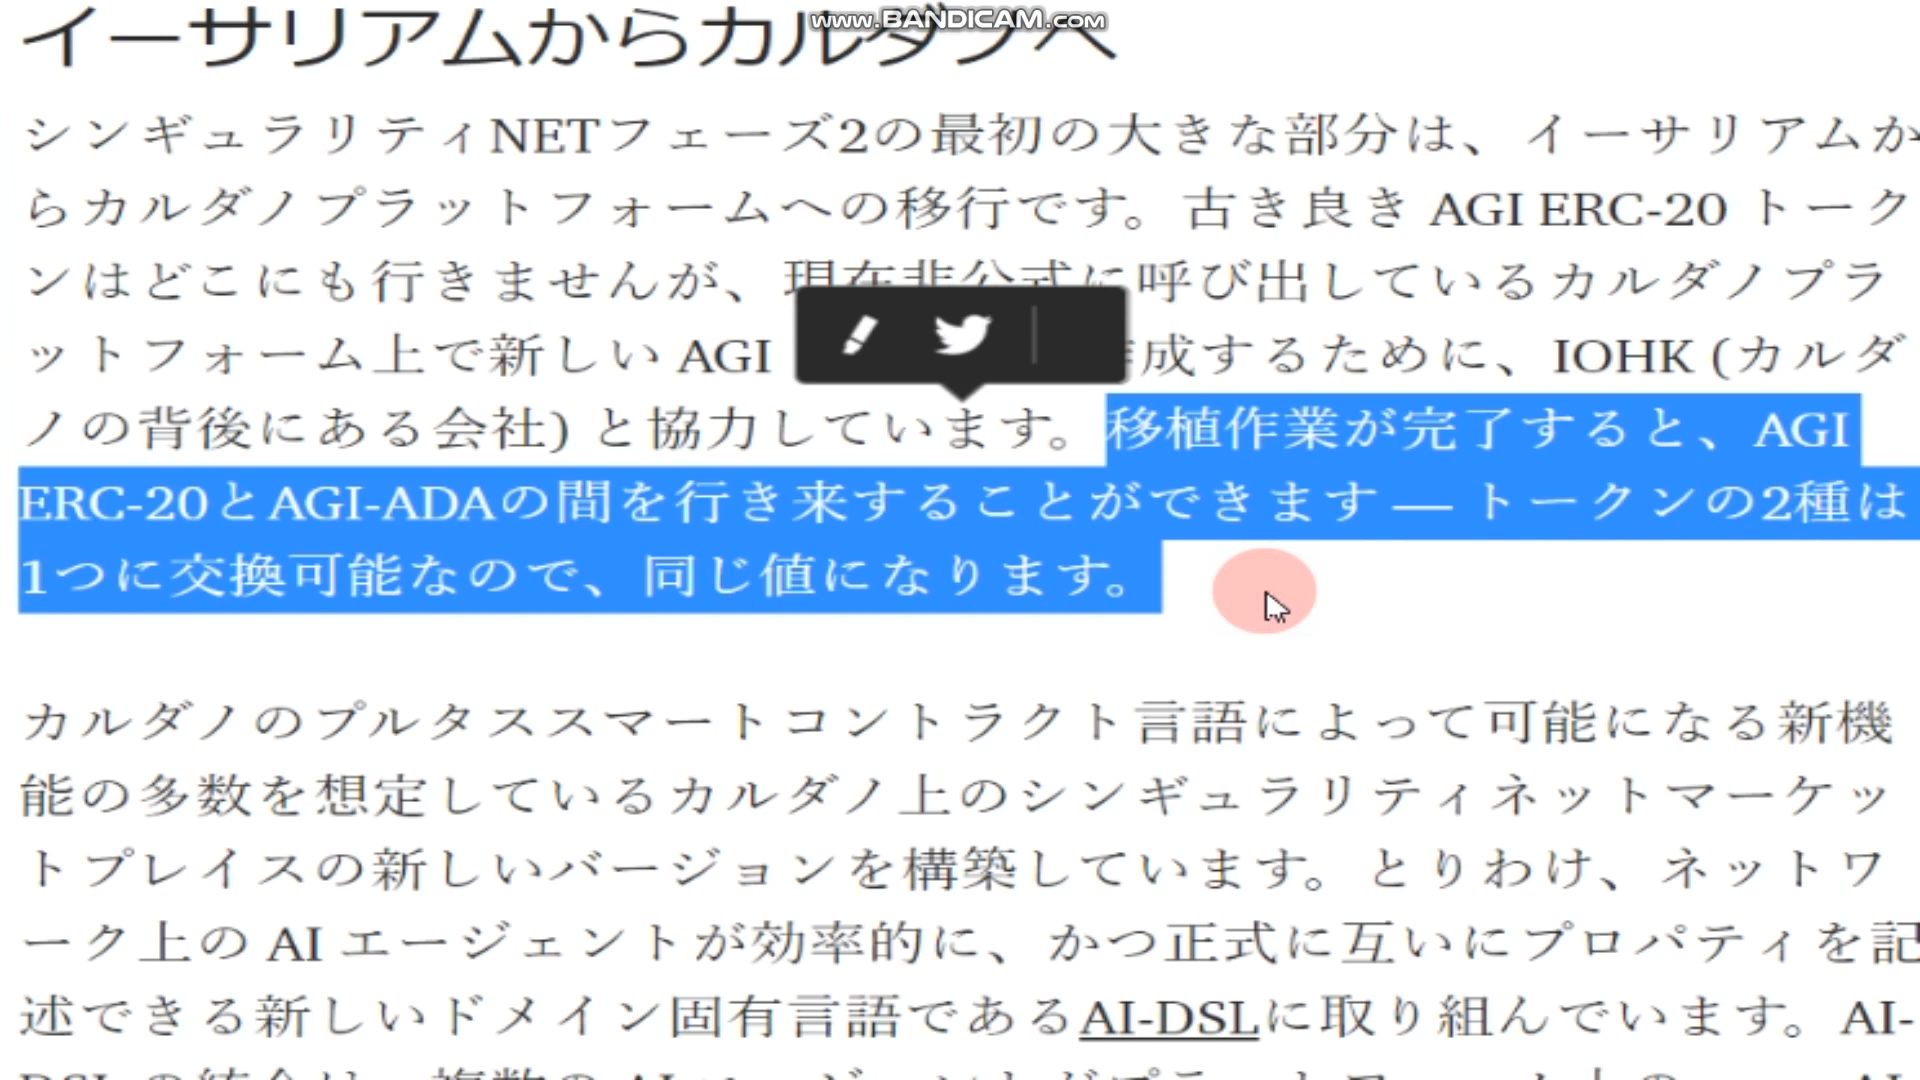 www.BANDICAM.com
イーサリアムからカルダノへ
シンギュラリティNETフェーズ2の最初の大きな部分は、イーサリアムか
らカルダノプラットフォームへの移行です。古き良き AGI ERC-20 トーク
ンはどこにも行きませんが、現在非公式に呼び出しているカルダノプラ
ットフォーム上で新しい AGI 作成するために、IOHK (カルダ
ノの背後にある会社) と協力しています。移植作業が完了すると、AGI
ERC-20とAGI-ADAの間を行き来することができます — トークンの2種は
1つに交換可能なので、同じ値になります。
カルダノのプルタススマートコントラクト言語によって可能になる新機
能の多数を想定しているカルダノ上のシンギュラリティネットマーケッ
トプレイスの新しいバージョンを構築しています。とりわけ、ネットワ
ーク上の AI エージェントが効率的に、かつ正式に互いにプロパティを記
述できる新しいドメイン固有言語であるAI-DSLに取り組んでいます。AI-